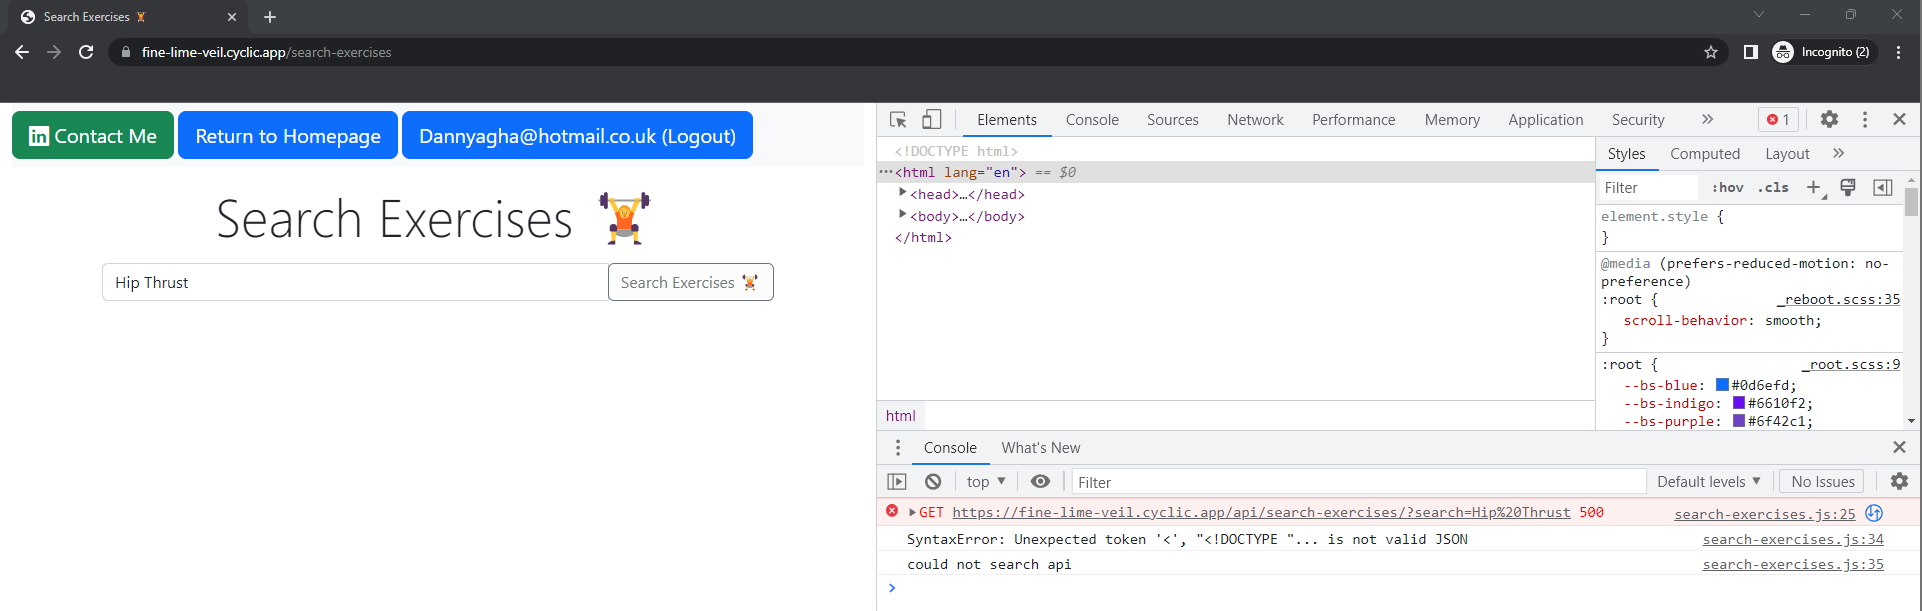 Search Exercises
fine-lime-veil.cyclic.app/search-exercises
Incognito (2)
in Contact Me
Return to Homepage
Dannyagha@hotmail.co.uk (Logout)
Search Exercises
Hip Thrust
Search Exercises
Elements
Console
Sources
Network
Performance
Memory
Application
Security
1
<!DOCTYPE html>
<html lang="en"> == $0
<head>…</head>
<body>…</body>
</html>
html
Styles
Computed
Layout
Filter
:hov
.cls
element.style {
}
@media (prefers-reduced-motion: no-
preference)
:root {
_reboot.scss:35
scroll-behavior: smooth;
}
:root {
_root.scss:9
--bs-blue: #0d6efd;
--bs-indigo: #6610f2;
--bs-purple: #6f42c1;
Console
What's New
top
Filter
Default levels
No Issues
GET https://fine-lime-veil.cyclic.app/api/search-exercises/?search=Hip%20Thrust 500
search-exercises.js:25
SyntaxError: Unexpected token '<', "<!DOCTYPE "... is not valid JSON
search-exercises.js:34
could not search api
search-exercises.js:35